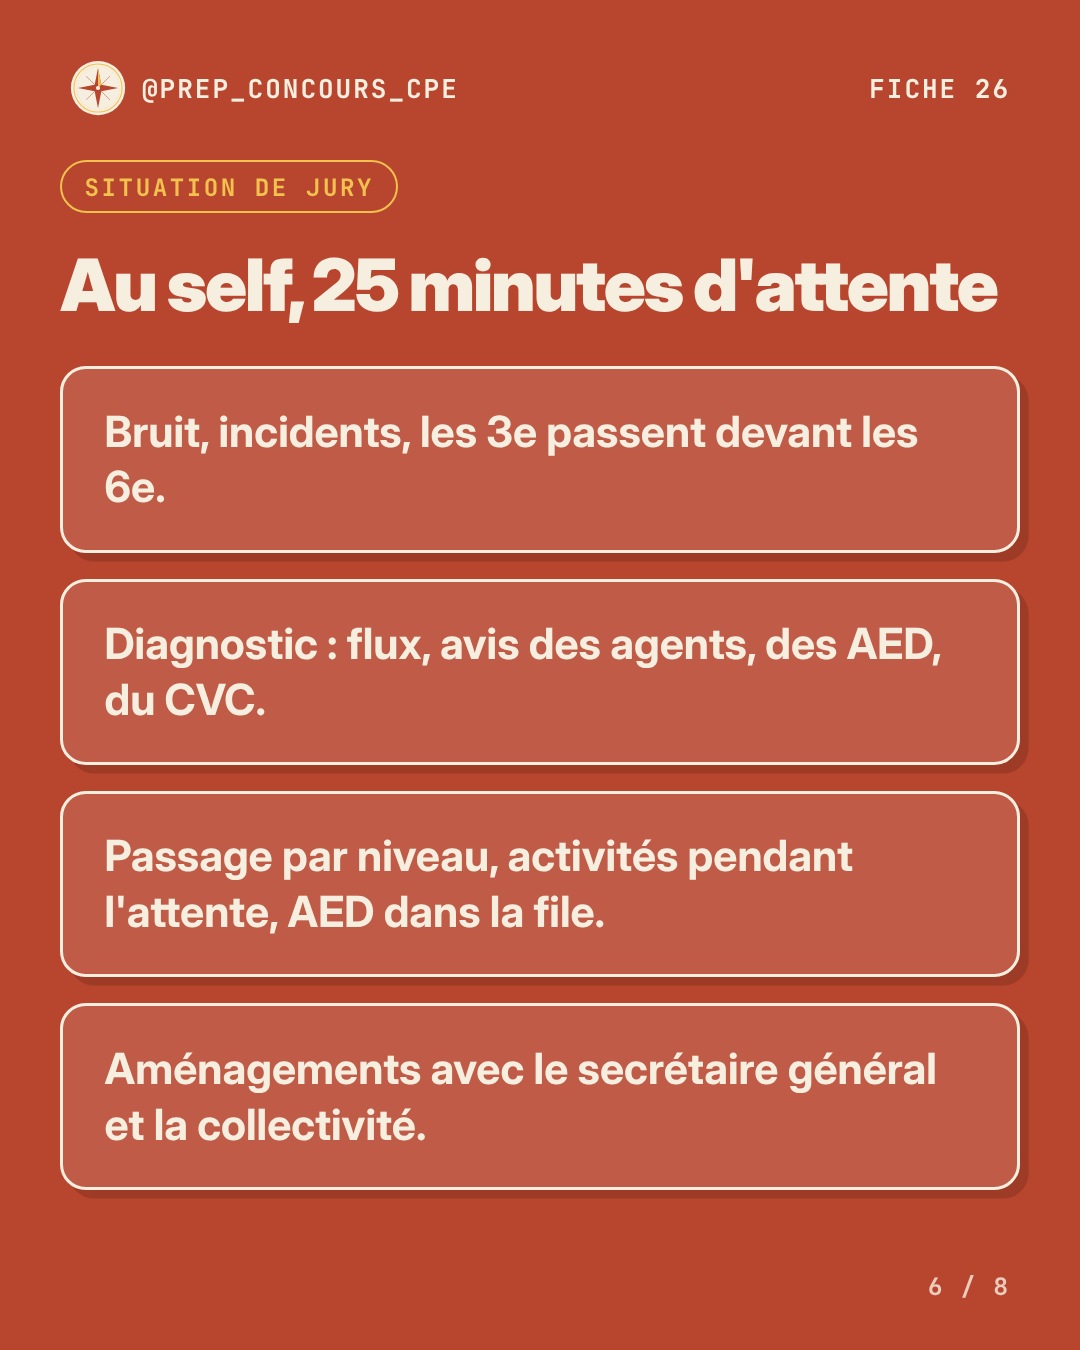 @PREP_CONCOURS_CPE
FICHE 26
SITUATION DE JURY
Au self, 25 minutes d'attente
Bruit, incidents, les 3e passent devant les
6e.
Diagnostic : flux, avis des agents, des AED,
du CVC.
Passage par niveau, activités pendant
l'attente, AED dans la file.
Aménagements avec le secrétaire général
et la collectivité.
6 / 8